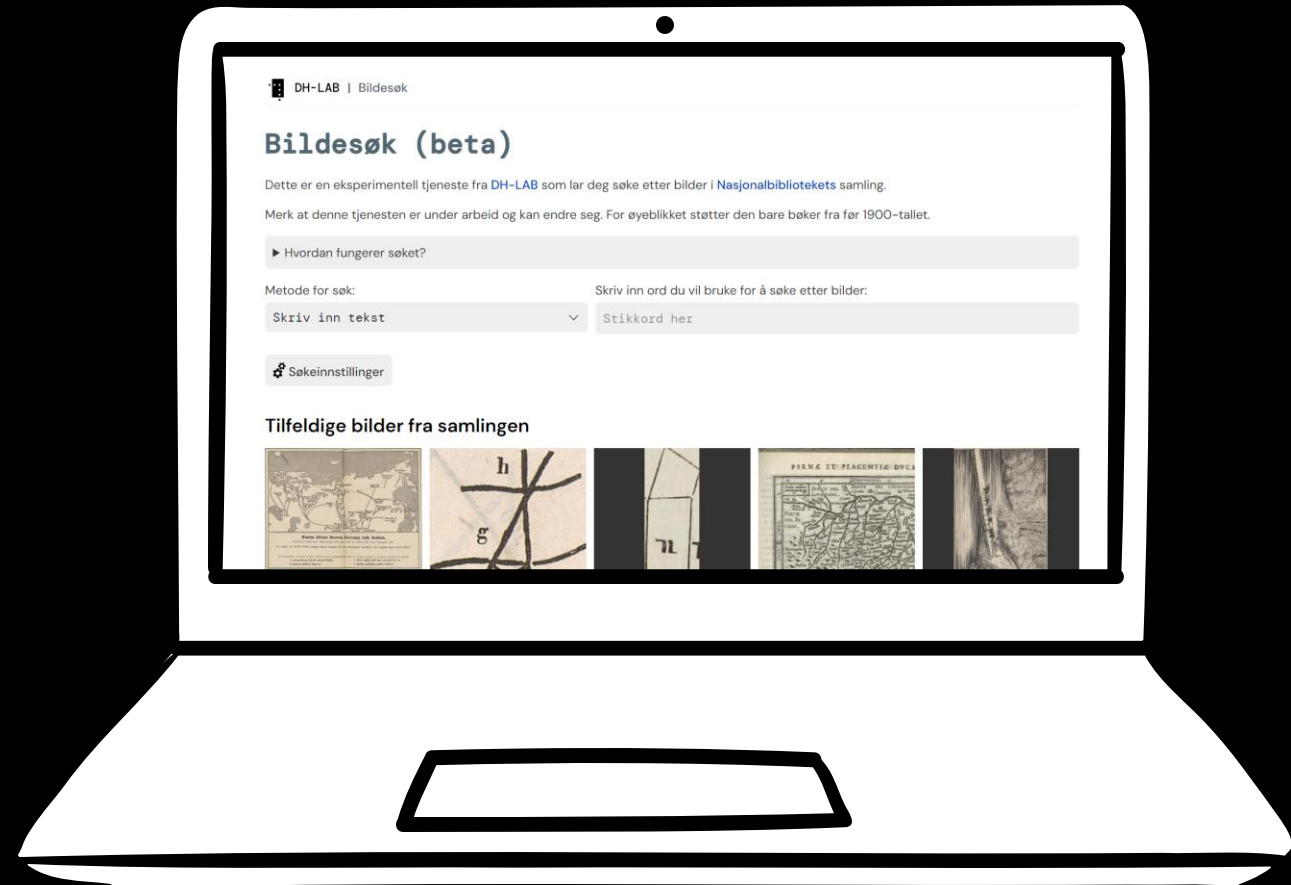 DH-LAB | Bildesøk
Bildesøk (beta)
Dette er en eksperimentell tjeneste fra DH-LAB som lar deg søke etter bilder i Nasjonalbibliotekets samling.
Merk at denne tjenesten er under arbeid og kan endre seg. For øyeblikket støtter den bare bøker fra før 1900-tallet.
Hvordan fungerer søket?
Metode for søk:
Skriv inn ord du vil bruke for å søke etter bilder:
Skriv inn tekst
Stikkord her
Søkeinnstillinger
Tilfeldige bilder fra samlingen
h
g
PARMÆ ET PLACENTIÆ DVCA